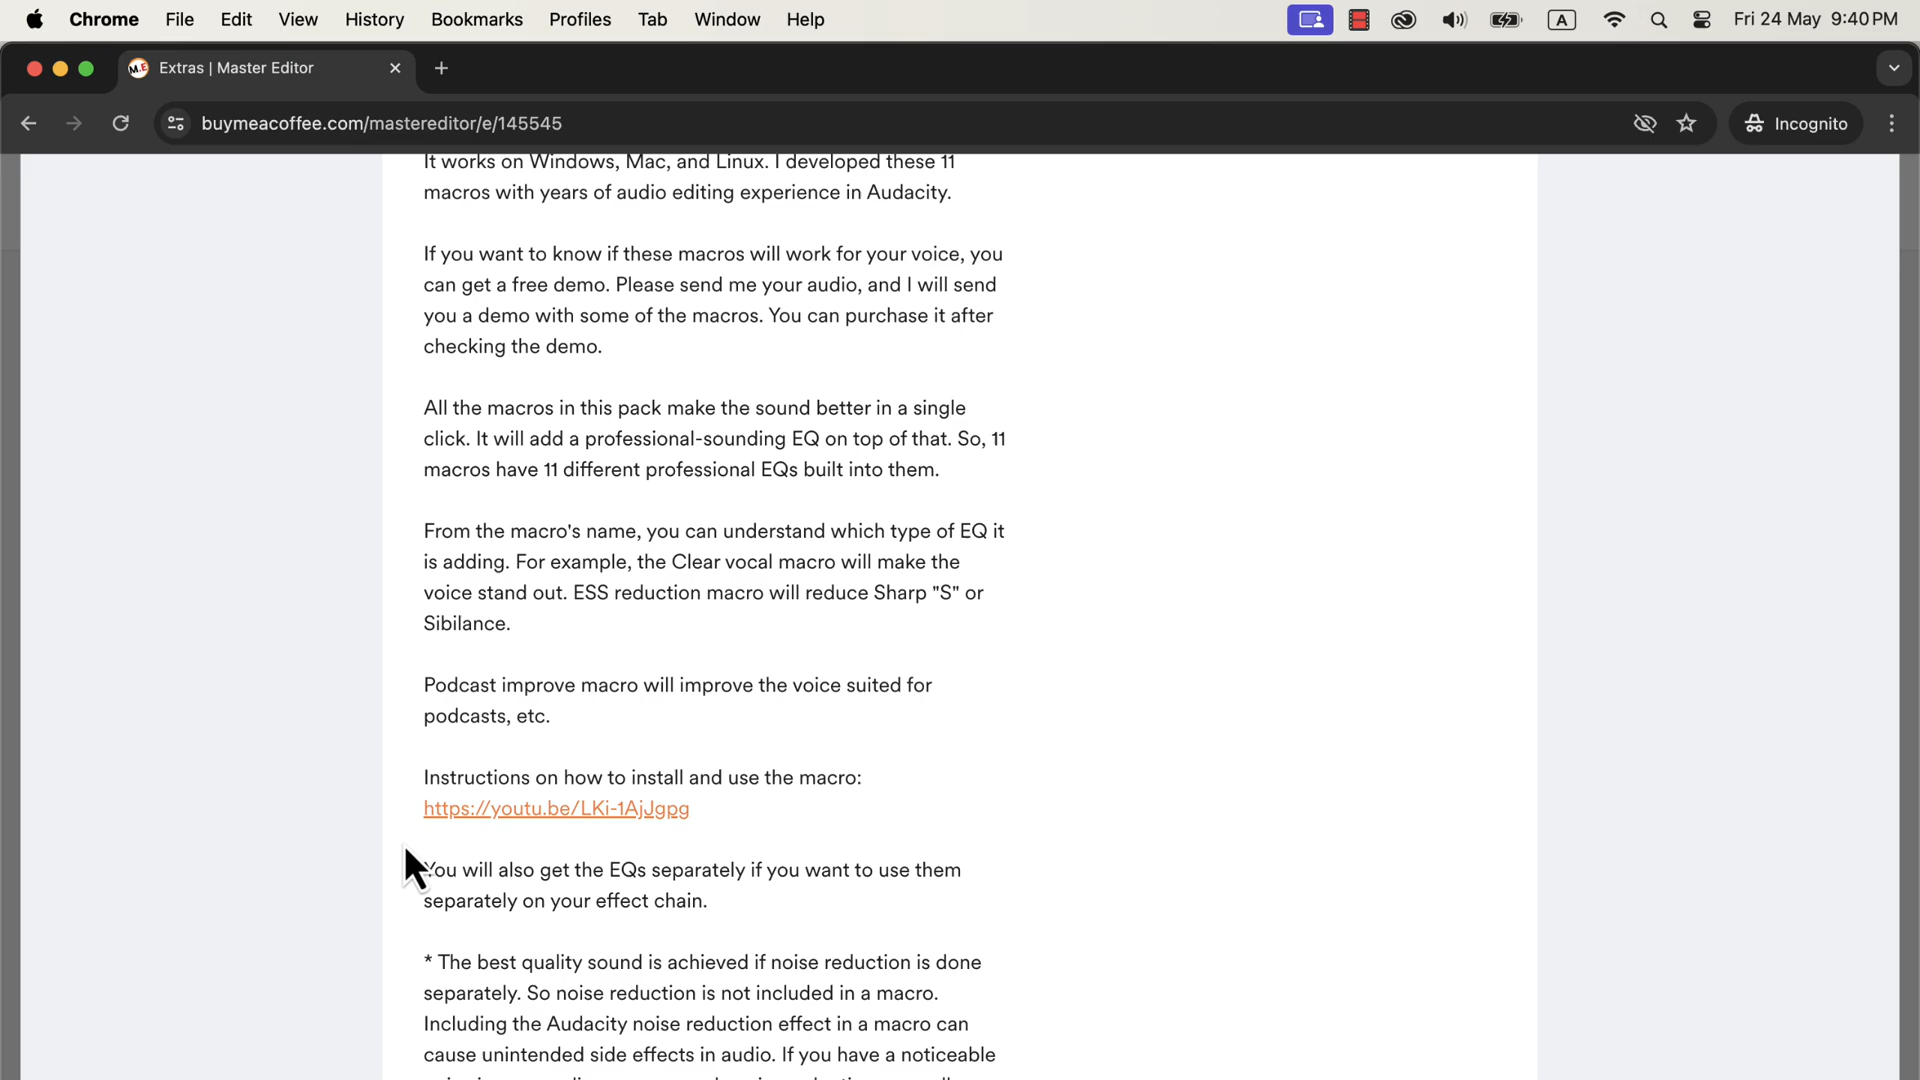 Chrome File Edit View History Bookmarks Profiles Tab Window Help A Fri 24 May 9:40 PM
M.E Extras | Master Editor
buymeacoffee.com/mastereditor/e/145545 Incognito
It works on Windows, Mac, and Linux. I developed these 11
macros with years of audio editing experience in Audacity.
If you want to know if these macros will work for your voice, you
can get a free demo. Please send me your audio, and I will send
you a demo with some of the macros. You can purchase it after
checking the demo.
All the macros in this pack make the sound better in a single
click. It will add a professional-sounding EQ on top of that. So, 11
macros have 11 different professional EQs built into them.
From the macro's name, you can understand which type of EQ it
is adding. For example, the Clear vocal macro will make the
voice stand out. ESS reduction macro will reduce Sharp "S" or
Sibilance.
Podcast improve macro will improve the voice suited for
podcasts, etc.
Instructions on how to install and use the macro:
https://youtu.be/LKi-1AjJgpg
You will also get the EQs separately if you want to use them
separately on your effect chain.
* The best quality sound is achieved if noise reduction is done
separately. So noise reduction is not included in a macro.
Including the Audacity noise reduction effect in a macro can
cause unintended side effects in audio. If you have a noticeable